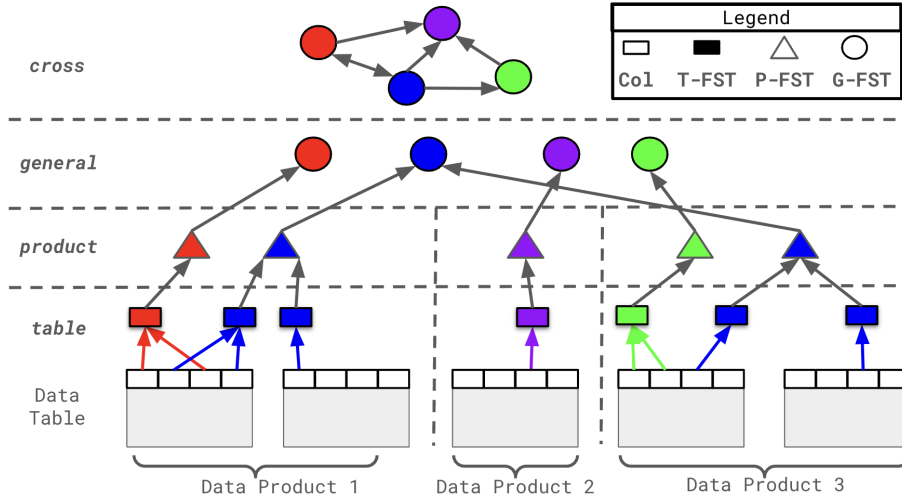 Legend
Col T-FST P-FST G-FST
cross
general
product
table
Data
Table
Data Product 1
Data Product 2
Data Product 3